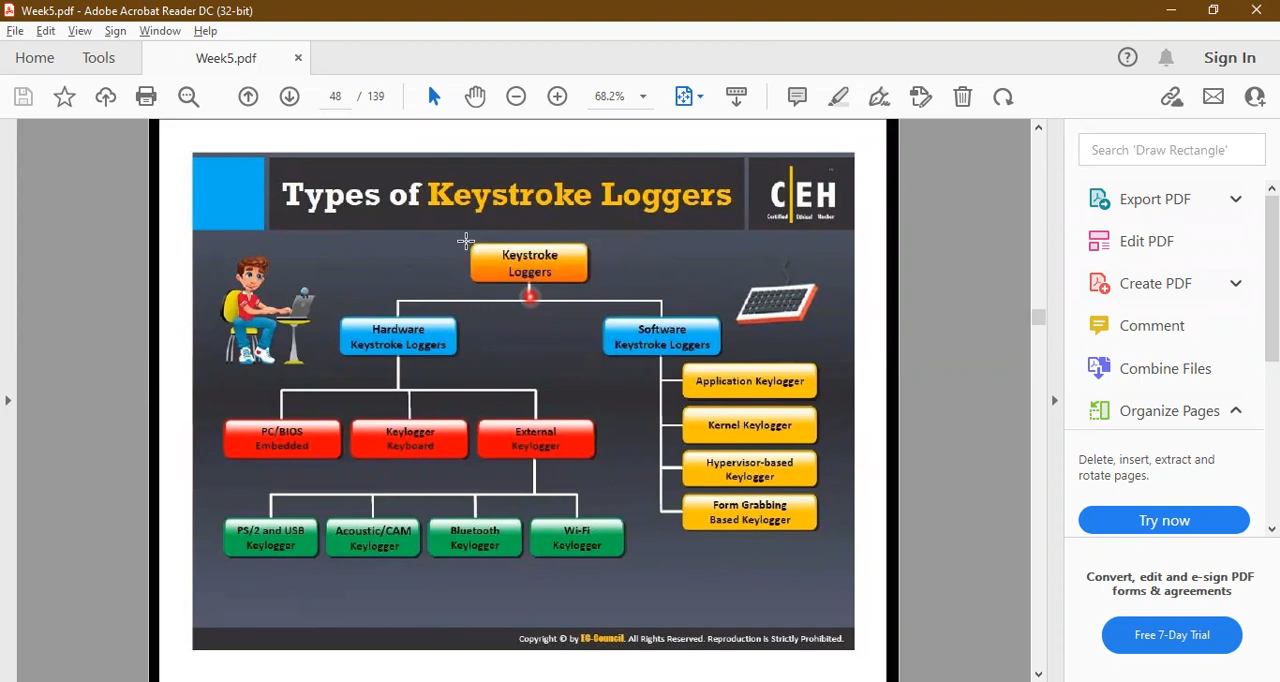 Week5.pdf - Adobe Acrobat Reader DC (32-bit)
File Edit View Sign Window Help
Home Tools Week5.pdf × Sign In
48 / 139 68.2%
Search 'Draw Rectangle'
Export PDF
Edit PDF
Create PDF
Comment
Combine Files
Organize Pages
Delete, insert, extract and
rotate pages.
Try now
Convert, edit and e-sign PDF
forms & agreements
Free 7-Day Trial
Types of Keystroke Loggers
C|EH
Certified Ethical Hacker
Keystroke
Loggers
Hardware
Keystroke Loggers
Software
Keystroke Loggers
Application Keylogger
Kernel Keylogger
Hypervisor-based
Keylogger
Form Grabbing
Based Keylogger
PC/BIOS
Embedded
Keylogger
Keyboard
External
Keylogger
PS/2 and USB
Keylogger
Acoustic/CAM
Keylogger
Bluetooth
Keylogger
Wi-Fi
Keylogger
Copyright © by EC-Council. All Rights Reserved. Reproduction is Strictly Prohibited.